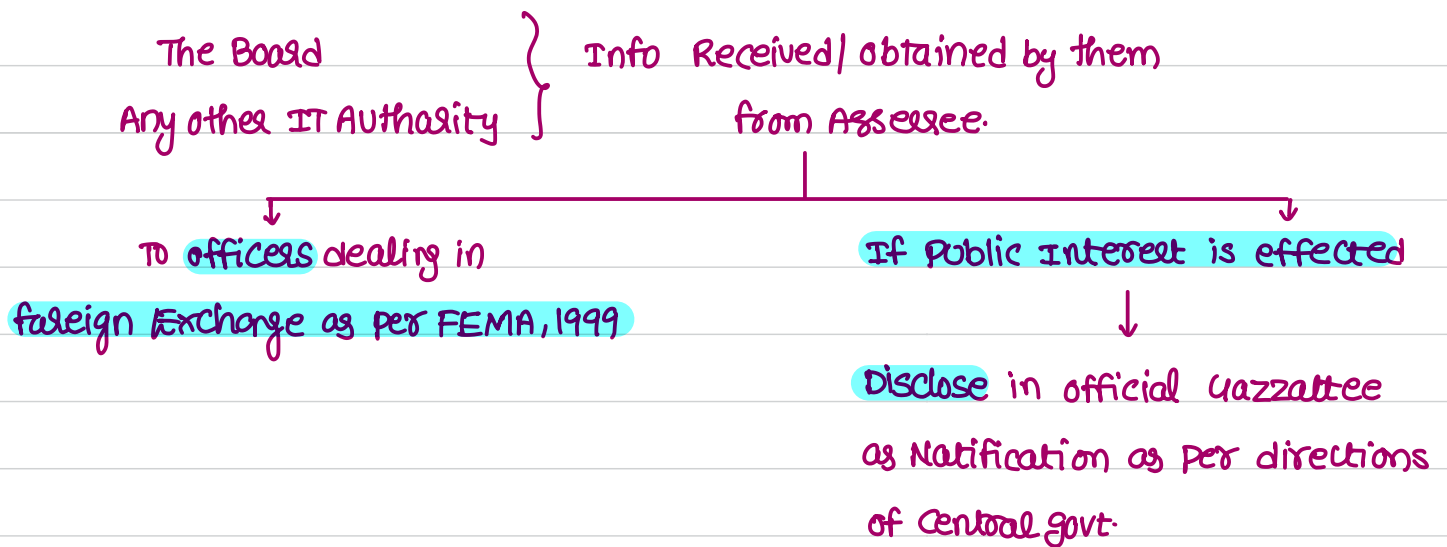 The Board
Any other IT Authority
Info Received/ obtained by them
from Assessee.
To officers dealing in
foreign Exchange as per FEMA, 1999
If Public Interest is effected
Disclose in official Gazzattee
as Notification as per directions
of Central govt.